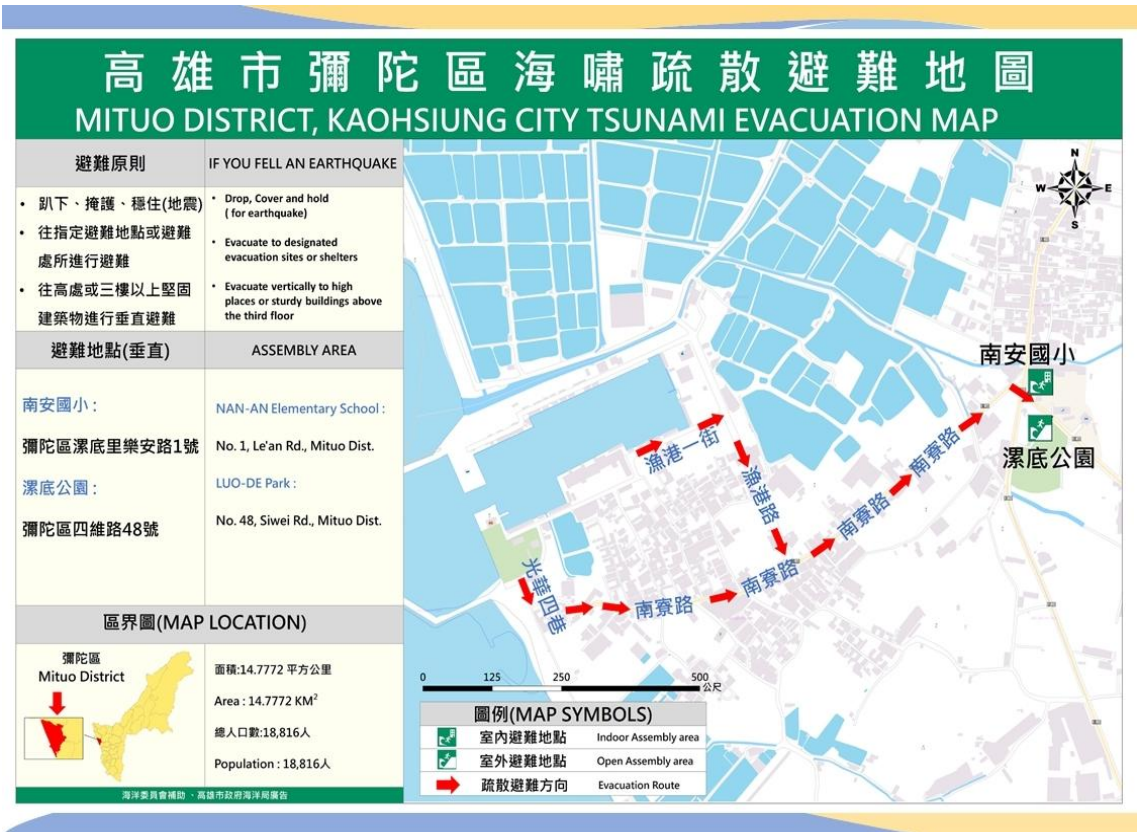 高雄市彌陀區海嘯疏散避難地圖
MITUO DISTRICT, KAOHSIUNG CITY TSUNAMI EVACUATION MAP
避難原則
IF YOU FELL AN EARTHQUAKE
• 趴下、掩護、穩住(地震)
• 往指定避難地點或避難
處所進行避難
• 往高處或三樓以上堅固
建築物進行垂直避難
• Drop, Cover and hold
( for earthquake)
• Evacuate to designated
evacuation sites or shelters
• Evacuate vertically to high
places or sturdy buildings above
the third floor
避難地點(垂直)
ASSEMBLY AREA
南安國小 :
彌陀區漯底里樂安路1號
漯底公園 :
彌陀區四維路48號
NAN-AN Elementary School :
No. 1, Le'an Rd., Mituo Dist.
LUO-DE Park :
No. 48, Siwei Rd., Mituo Dist.
區界圖(MAP LOCATION)
彌陀區
Mituo District
面積:14.7772 平方公里
Area : 14.7772 KM²
總人口數:18,816人
Population : 18,816人
海洋委員會補助、高雄市政府海洋局廣告
N
W E
S
南安國小
漯底公園
漁港一街
漁港路
南寮路
南寮路
南寮路
南寮路
光華四巷
0 125 250 500
公尺
圖例(MAP SYMBOLS)
室內避難地點 Indoor Assembly area
室外避難地點 Open Assembly area
疏散避難方向 Evacuation Route